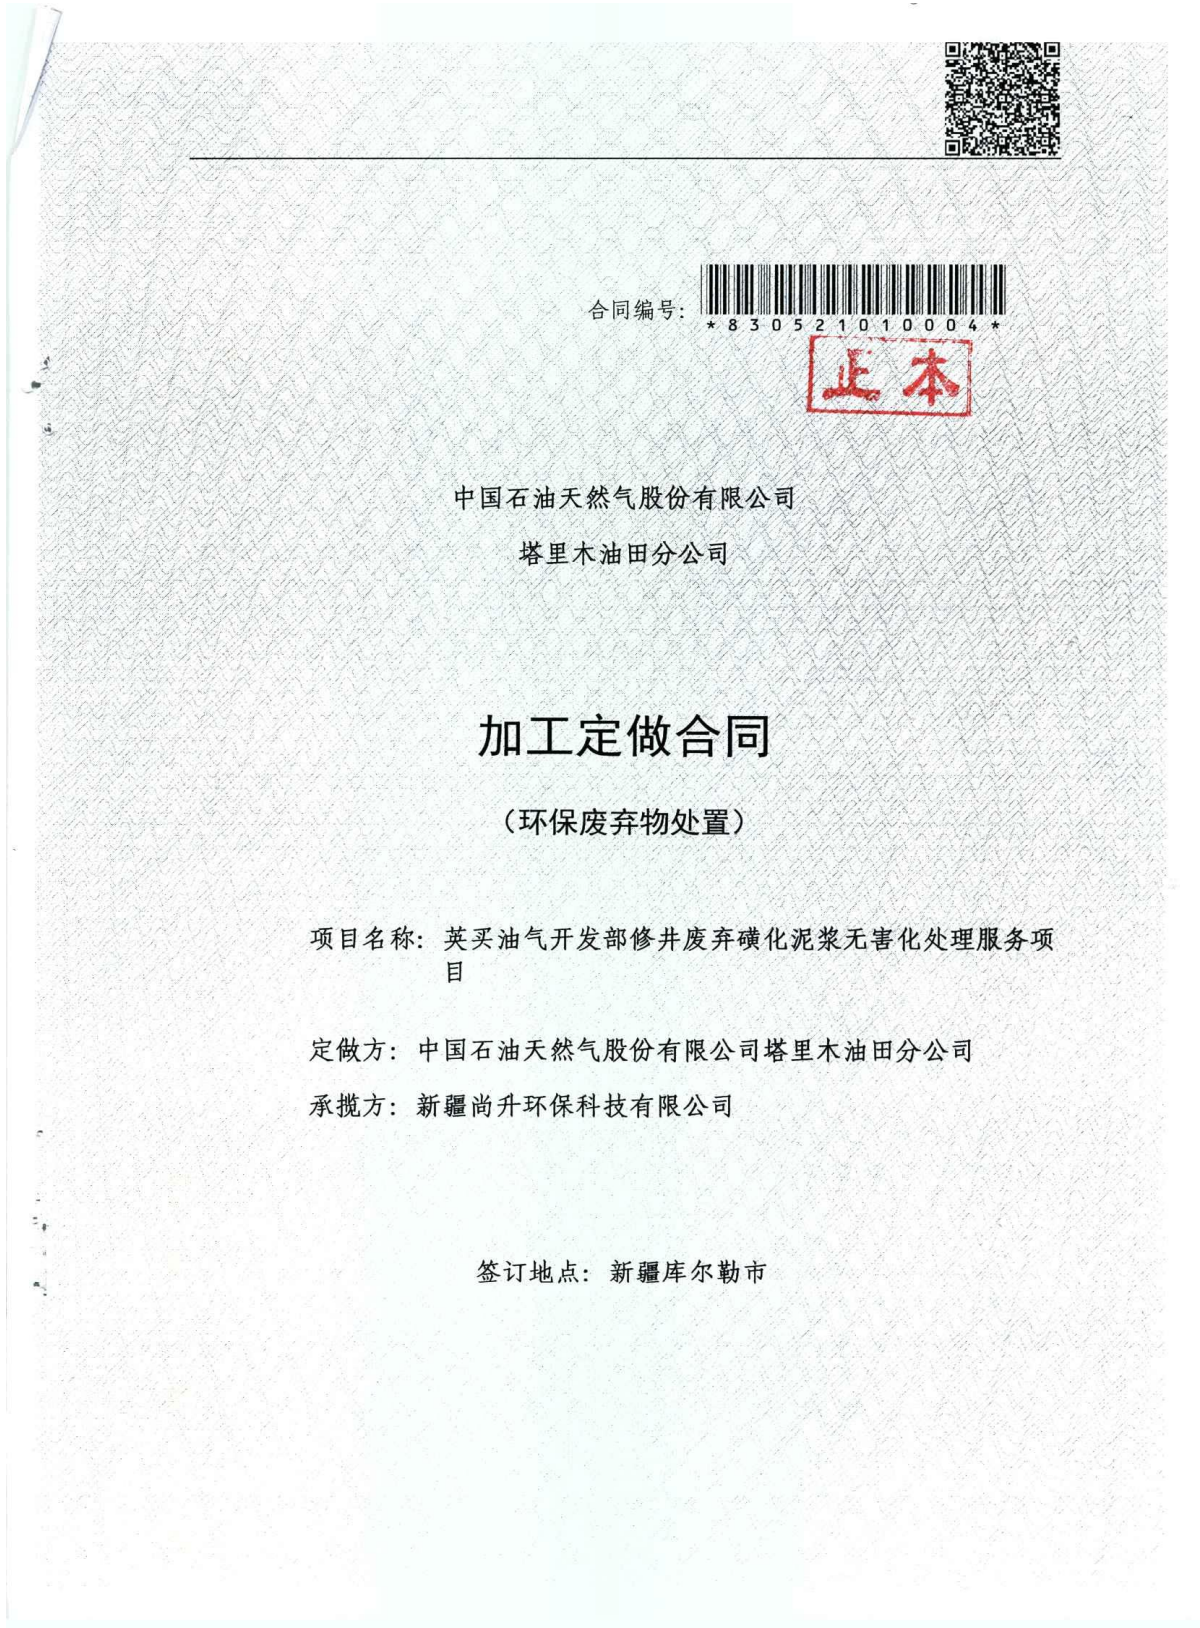 合同编号:
*830521010004*
正本
中国石油天然气股份有限公司
塔里木油田分公司
加工定做合同
（环保废弃物处置）
项目名称：英买油气开发部修井废弃磺化泥浆无害化处理服务项
目
定做方：中国石油天然气股份有限公司塔里木油田分公司
承揽方：新疆尚升环保科技有限公司
签订地点：新疆库尔勒市